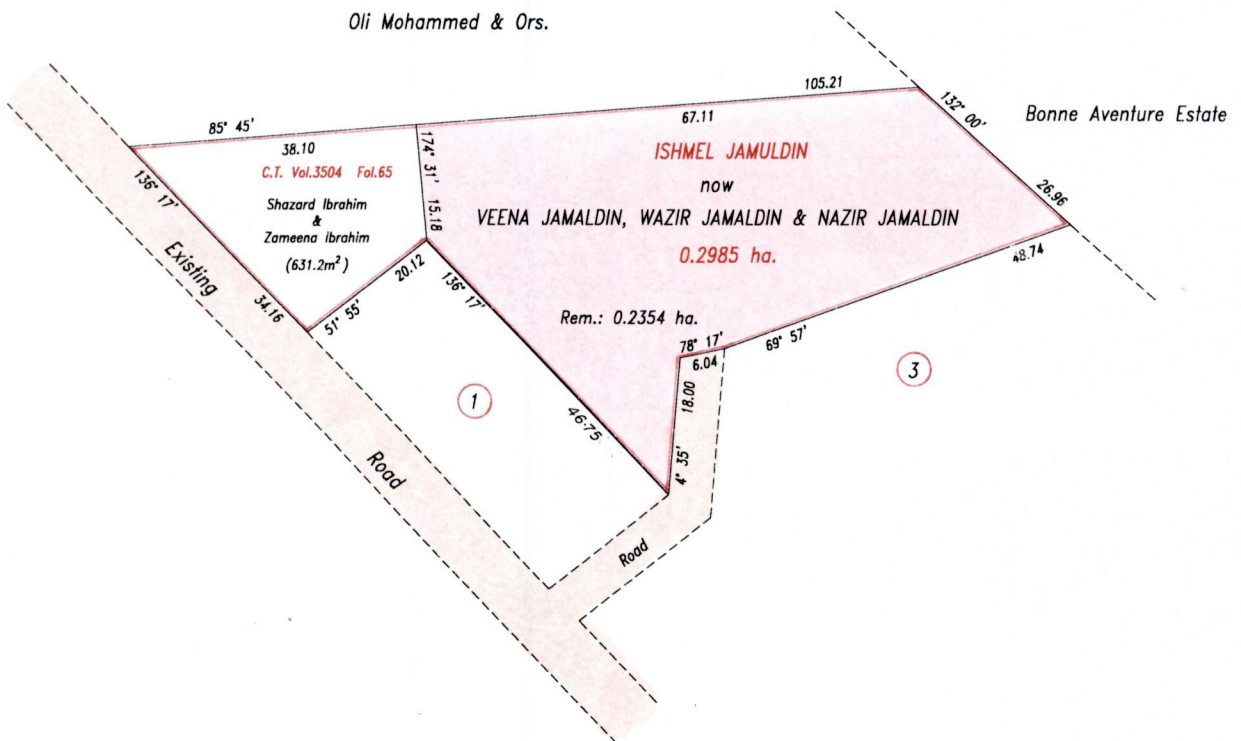 Oli Mohammed & Ors.
105.21
132° 00'
Bonne Aventure Estate
85° 45'
67.11
38.10
174° 31'
15.18
ISHMEL JAMULDIN
now
VEENA JAMALDIN, WAZIR JAMALDIN & NAZIR JAMALDIN
0.2985 ha.
26.96
C.T. Vol.3504 Fol.65
136° 17'
Shazard Ibrahim
&
Zameena ibrahim
(631.2m²)
Existing
34.16
20.12
51° 55'
136° 17'
48.74
Rem.: 0.2354 ha.
78° 17'
6.04
69° 57'
3
18.00
1
46.75
4° 35'
Road
Road